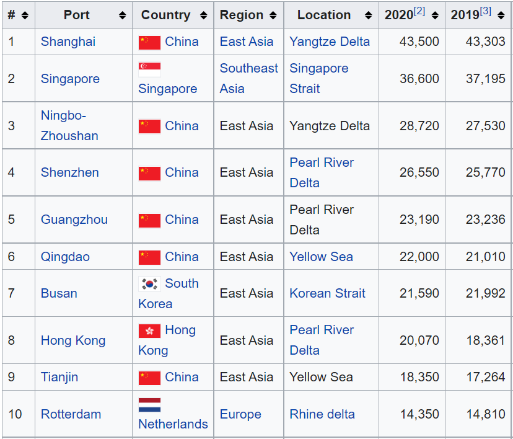 # Port Country Region Location 2020[2] 2019[3]
1 Shanghai China East Asia Yangtze Delta 43,500 43,303
2 Singapore Singapore Southeast Asia Singapore Strait 36,600 37,195
3 Ningbo-Zhoushan China East Asia Yangtze Delta 28,720 27,530
4 Shenzhen China East Asia Pearl River Delta 26,550 25,770
5 Guangzhou China East Asia Pearl River Delta 23,190 23,236
6 Qingdao China East Asia Yellow Sea 22,000 21,010
7 Busan South Korea East Asia Korean Strait 21,590 21,992
8 Hong Kong Hong Kong East Asia Pearl River Delta 20,070 18,361
9 Tianjin China East Asia Yellow Sea 18,350 17,264
10 Rotterdam Netherlands Europe Rhine delta 14,350 14,810